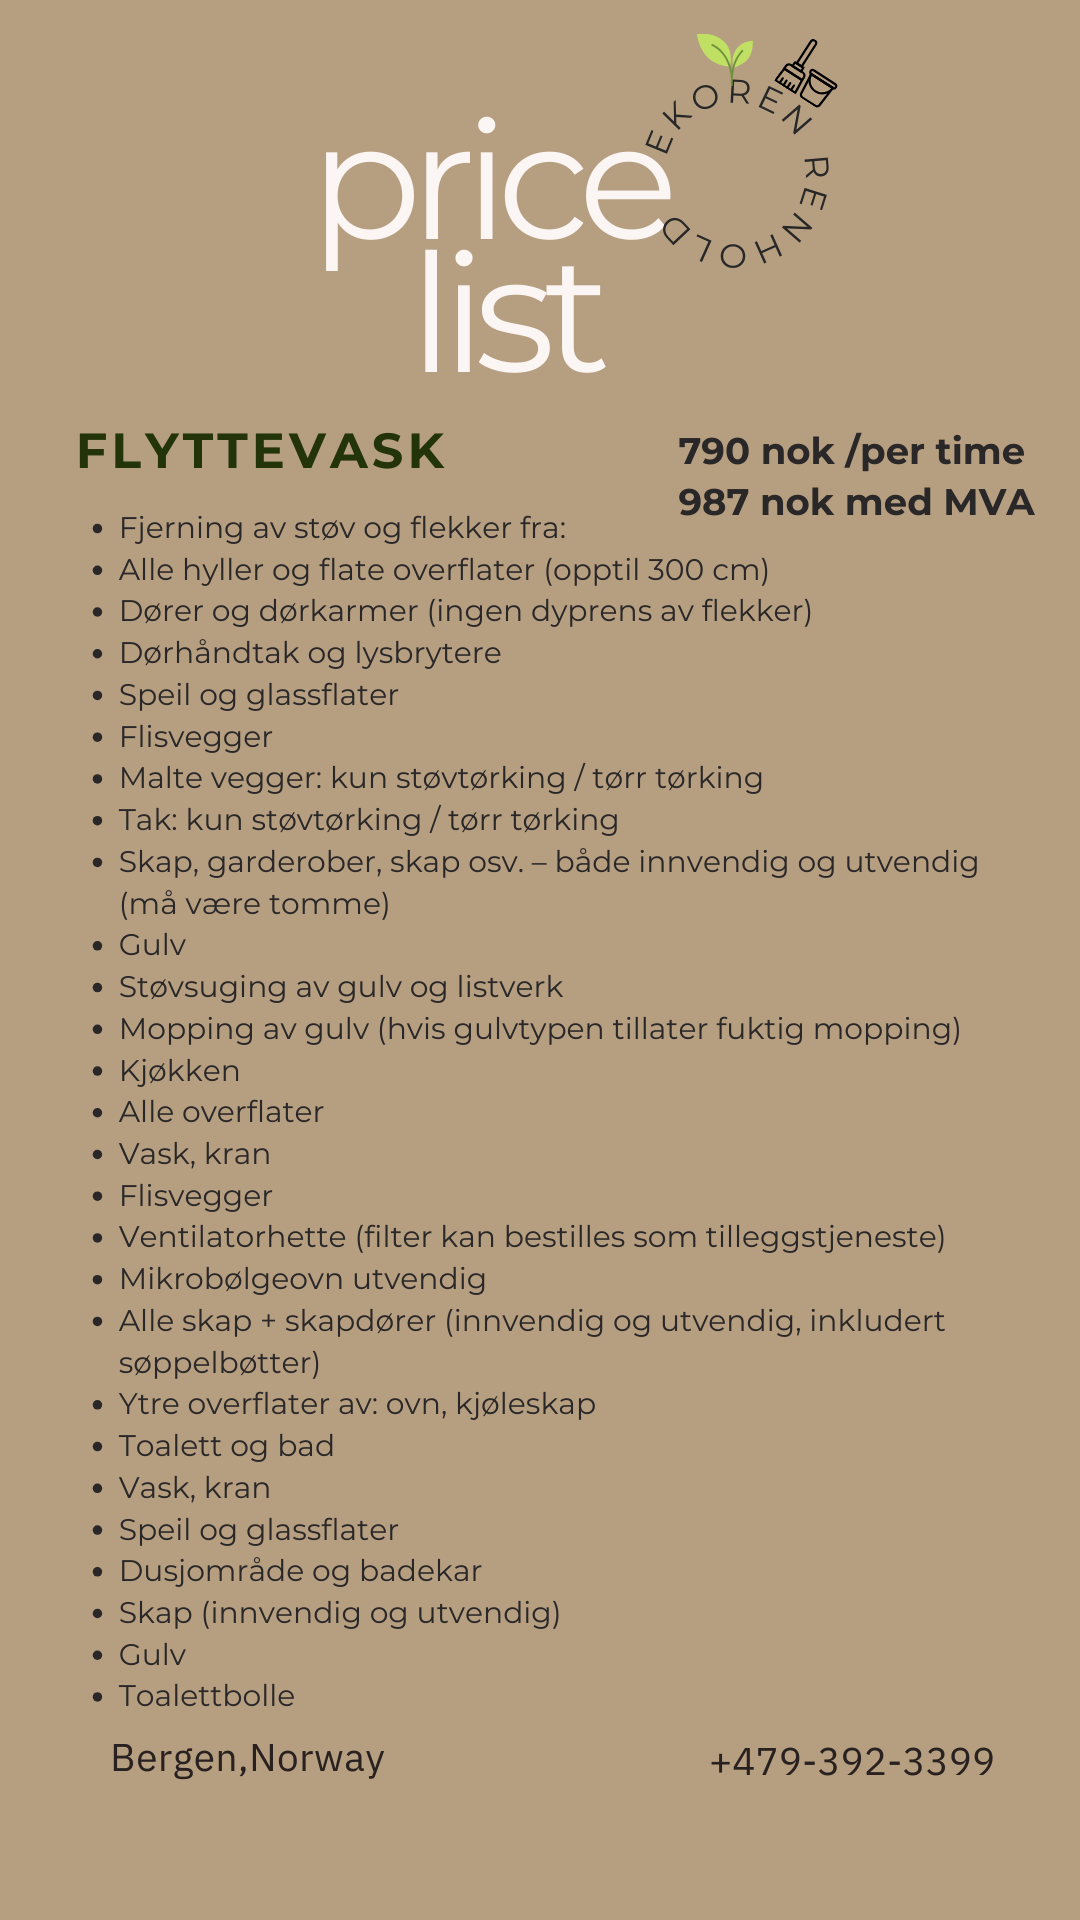 EKOREN RENHOLD
price
list
FLYTTEVASK
790 nok /per time
987 nok med MVA
• Fjerning av støv og flekker fra:
• Alle hyller og flate overflater (opptil 300 cm)
• Dører og dørkarmer (ingen dyprens av flekker)
• Dørhåndtak og lysbrytere
• Speil og glassflater
• Flisvegger
• Malte vegger: kun støvtørking / tørr tørking
• Tak: kun støvtørking / tørr tørking
• Skap, garderober, skap osv. – både innvendig og utvendig
(må være tomme)
• Gulv
• Støvsuging av gulv og listverk
• Mopping av gulv (hvis gulvtypen tillater fuktig mopping)
• Kjøkken
• Alle overflater
• Vask, kran
• Flisvegger
• Ventilatorhette (filter kan bestilles som tilleggstjeneste)
• Mikrobølgeovn utvendig
• Alle skap + skapdører (innvendig og utvendig, inkludert
søppelbøtter)
• Ytre overflater av: ovn, kjøleskap
• Toalett og bad
• Vask, kran
• Speil og glassflater
• Dusjområde og badekar
• Skap (innvendig og utvendig)
• Gulv
• Toalettbolle
Bergen,Norway
+479-392-3399